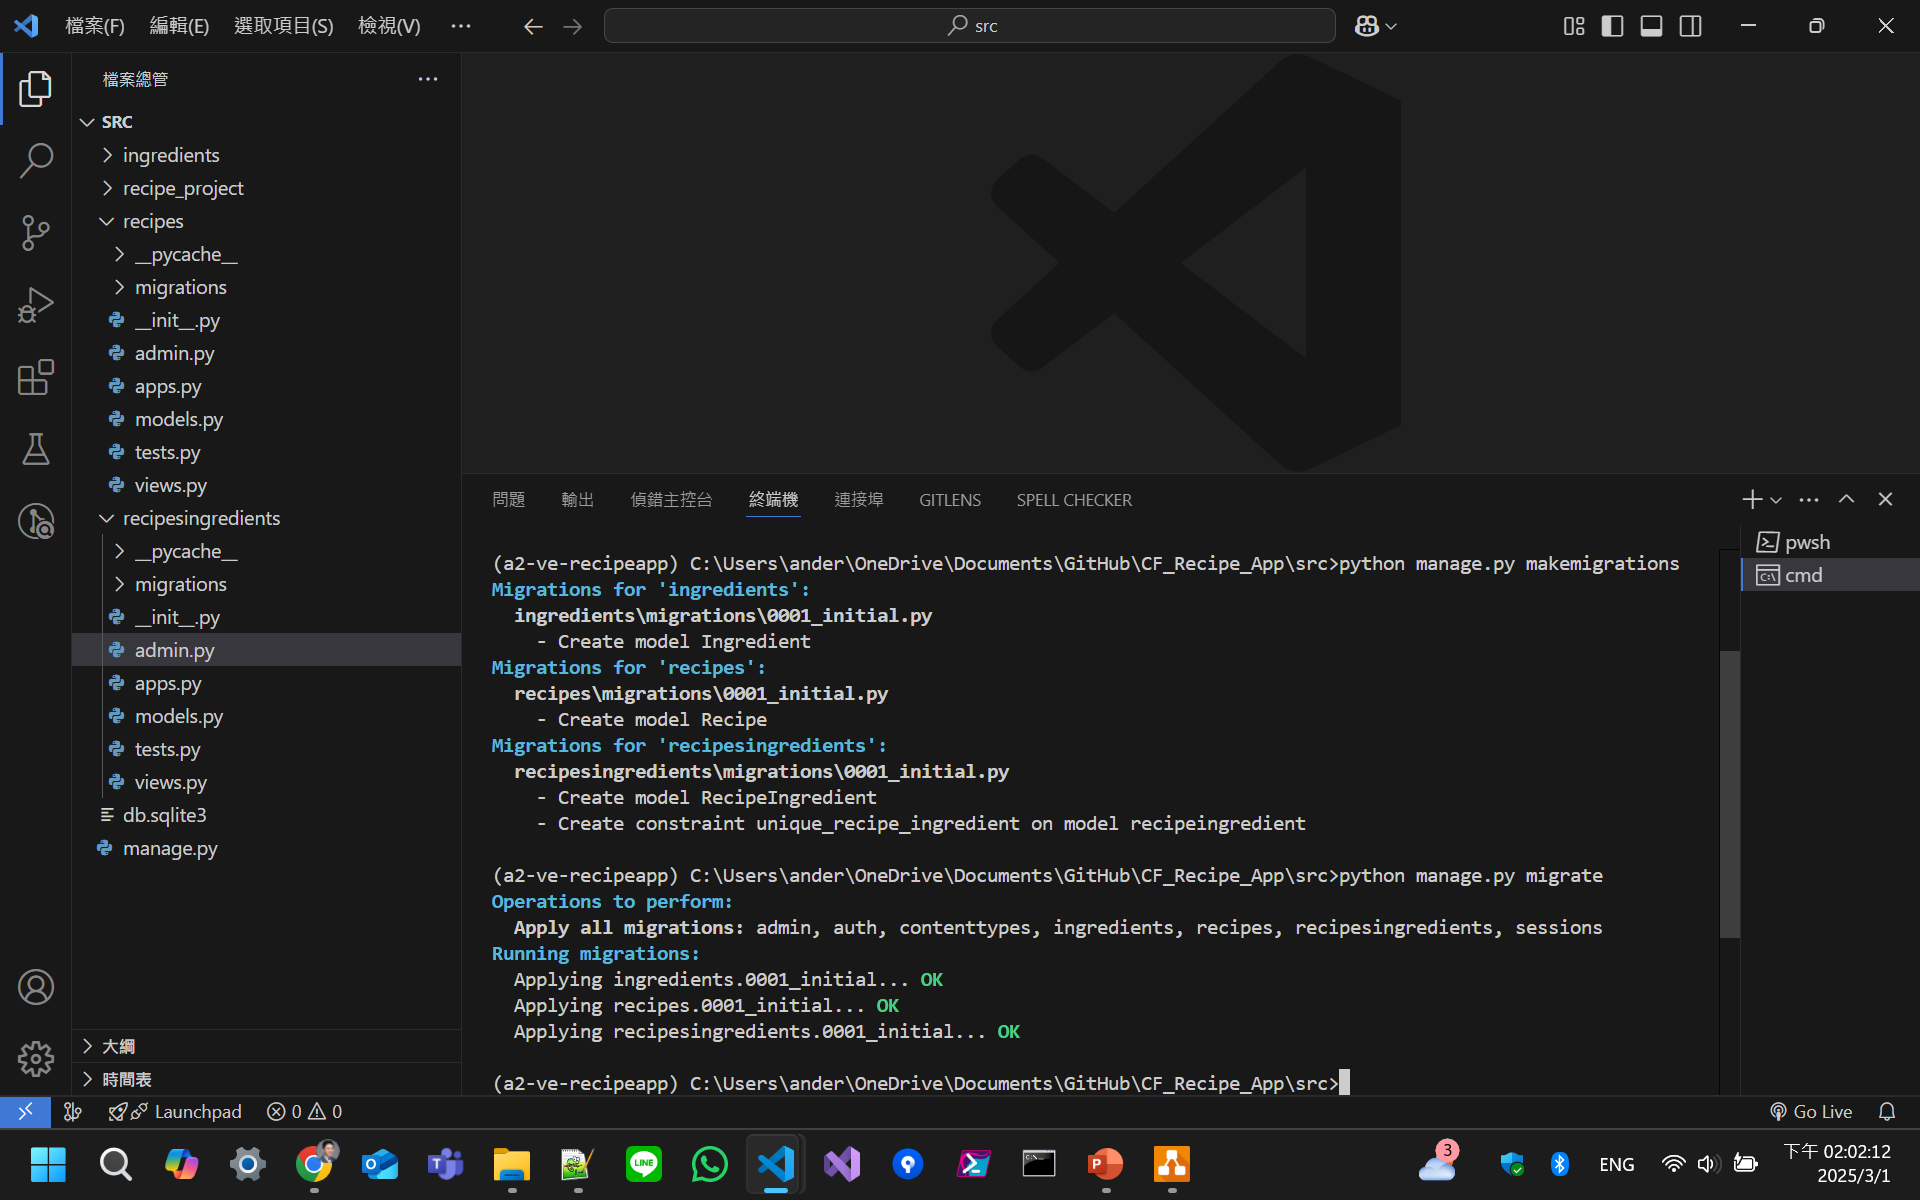 檔案(F) 編輯(E) 選取項目(S) 檢視(V) ···
src
檔案總管
SRC
ingredients
recipe_project
recipes
__pycache__
migrations
__init__.py
admin.py
apps.py
models.py
tests.py
views.py
recipesingredients
__pycache__
migrations
__init__.py
admin.py
apps.py
models.py
tests.py
views.py
db.sqlite3
manage.py
大綱
時間表
問題 輸出 偵錯主控台 終端機 連接埠 GITLENS SPELL CHECKER
pwsh
cmd
(a2-ve-recipeapp) C:\Users\ander\OneDrive\Documents\GitHub\CF_Recipe_App\src>python manage.py makemigrations
Migrations for 'ingredients':
ingredients\migrations\0001_initial.py
- Create model Ingredient
Migrations for 'recipes':
recipes\migrations\0001_initial.py
- Create model Recipe
Migrations for 'recipesingredients':
recipesingredients\migrations\0001_initial.py
- Create model RecipeIngredient
- Create constraint unique_recipe_ingredient on model recipeingredient
(a2-ve-recipeapp) C:\Users\ander\OneDrive\Documents\GitHub\CF_Recipe_App\src>python manage.py migrate
Operations to perform:
Apply all migrations: admin, auth, contenttypes, ingredients, recipes, recipesingredients, sessions
Running migrations:
Applying ingredients.0001_initial... OK
Applying recipes.0001_initial... OK
Applying recipesingredients.0001_initial... OK
(a2-ve-recipeapp) C:\Users\ander\OneDrive\Documents\GitHub\CF_Recipe_App\src>
Launchpad 0 0 Go Live
LINE
3
ENG
下午 02:02:12
2025/3/1